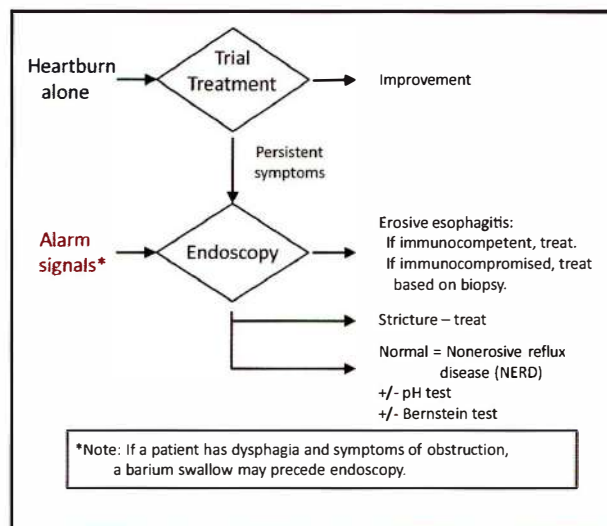 Heartburn
alone
Trial
Treatment
Improvement
Persistent
symptoms
Alarm
signals*
Endoscopy
Erosive esophagitis:
If immunocompetent, treat.
If immunocompromised, treat
based on biopsy.
Stricture – treat
Normal = Nonerosive reflux
disease (NERD)
+/- pH test
+/- Bernstein test
*Note: If a patient has dysphagia and symptoms of obstruction,
a barium swallow may precede endoscopy.